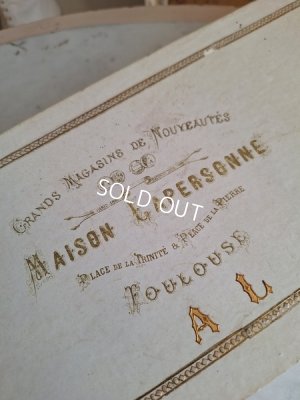 GRANDS MAGASINS DE NOUVEAUTÉS
MAISON LAPERSONNE
SOLD OUT
PLACE DE LA TRINITÉ & PLACE DE LA PIERRE
TOULOUSE
A L